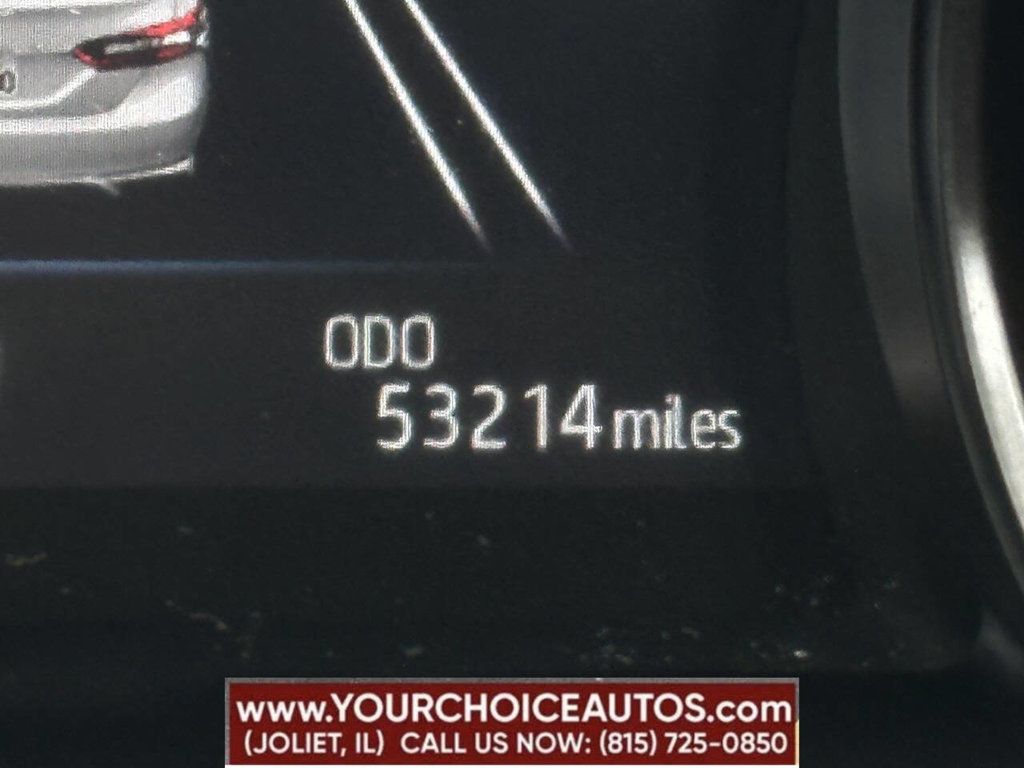 ODO
53214 miles
www.YOURCHOICEAUTOS.com
(JOLIET, IL) CALL US NOW: (815) 725-0850